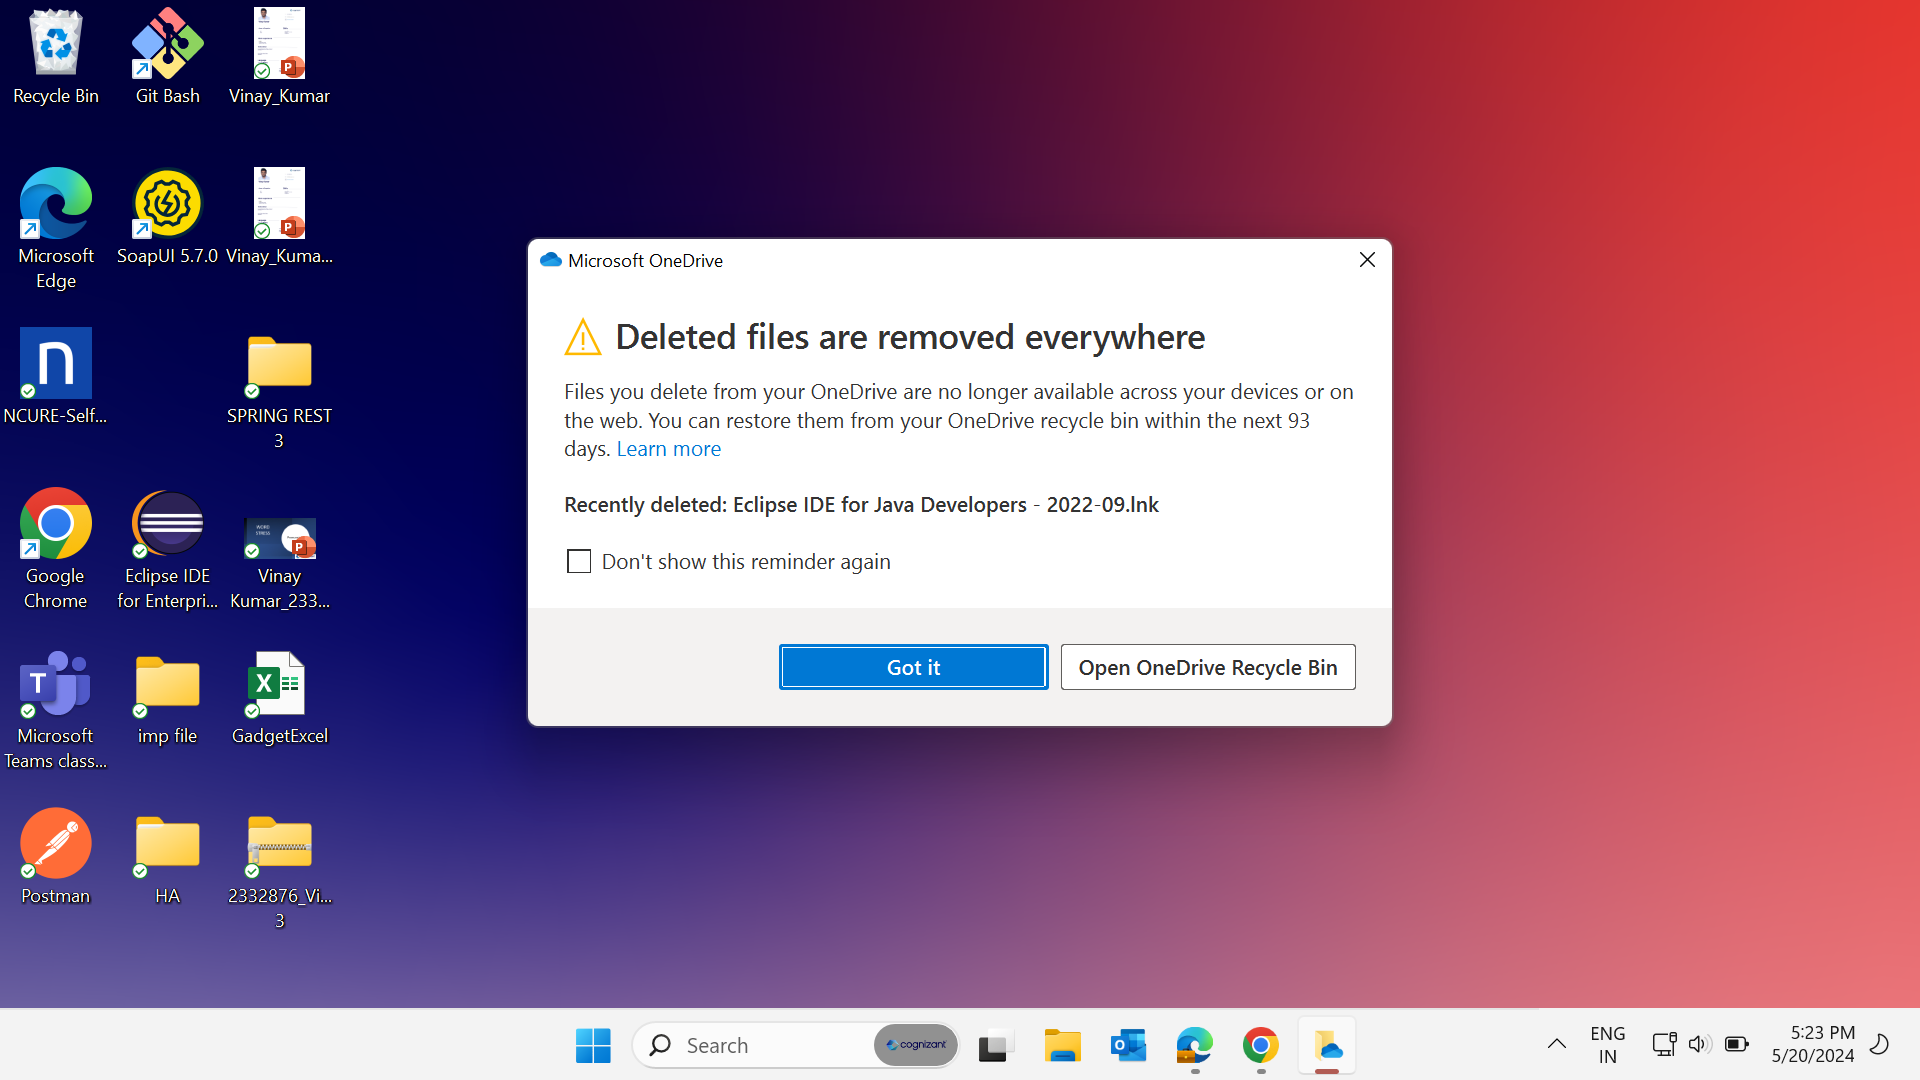 Recycle Bin
Git Bash
Vinay_Kumar
Microsoft
Edge
SoapUI 5.7.0
Vinay_Kuma...
NCURE-Self...
SPRING REST
3
Google
Chrome
Eclipse IDE
for Enterpri...
WORD
STRESS
Vinay
Kumar_233...
Microsoft
Teams class...
imp file
GadgetExcel
Postman
HA
2332876_Vi...
3
Microsoft OneDrive
Deleted files are removed everywhere
Files you delete from your OneDrive are no longer available across your devices or on
the web. You can restore them from your OneDrive recycle bin within the next 93
days. Learn more
Recently deleted: Eclipse IDE for Java Developers - 2022-09.lnk
Don't show this reminder again
Got it
Open OneDrive Recycle Bin
Search
cognizant
ENG
IN
5:23 PM
5/20/2024